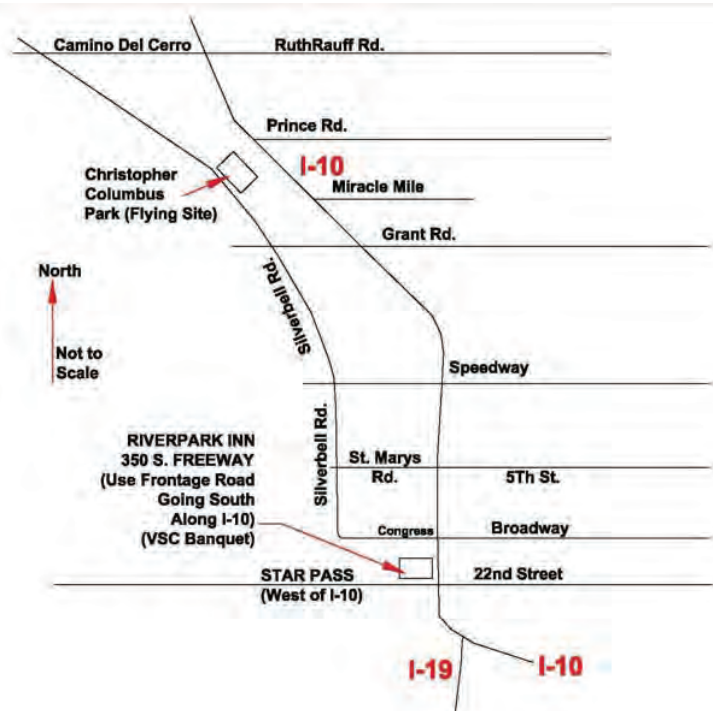 Camino Del Cerro
RuthRauff Rd.
Prince Rd.
I-10
Christopher
Columbus
Park (Flying Site)
Miracle Mile
Grant Rd.
North
Silverbell Rd.
Not to
Scale
Speedway
RIVERPARK INN
350 S. FREEWAY
(Use Frontage Road
Going South
Along I-10)
(VSC Banquet)
Silverbell Rd.
St. Marys
Rd.
5Th St.
Congress
Broadway
STAR PASS
(West of I-10)
22nd Street
I-19
I-10